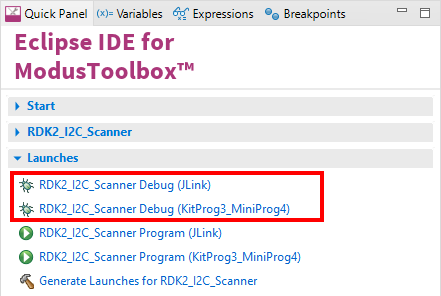 Quick Panel (x)= Variables Expressions Breakpoints
Eclipse IDE for
ModusToolbox™
Start
RDK2_I2C_Scanner
Launches
RDK2_I2C_Scanner Debug (JLink)
RDK2_I2C_Scanner Debug (KitProg3_MiniProg4)
RDK2_I2C_Scanner Program (JLink)
RDK2_I2C_Scanner Program (KitProg3_MiniProg4)
Generate Launches for RDK2_I2C_Scanner